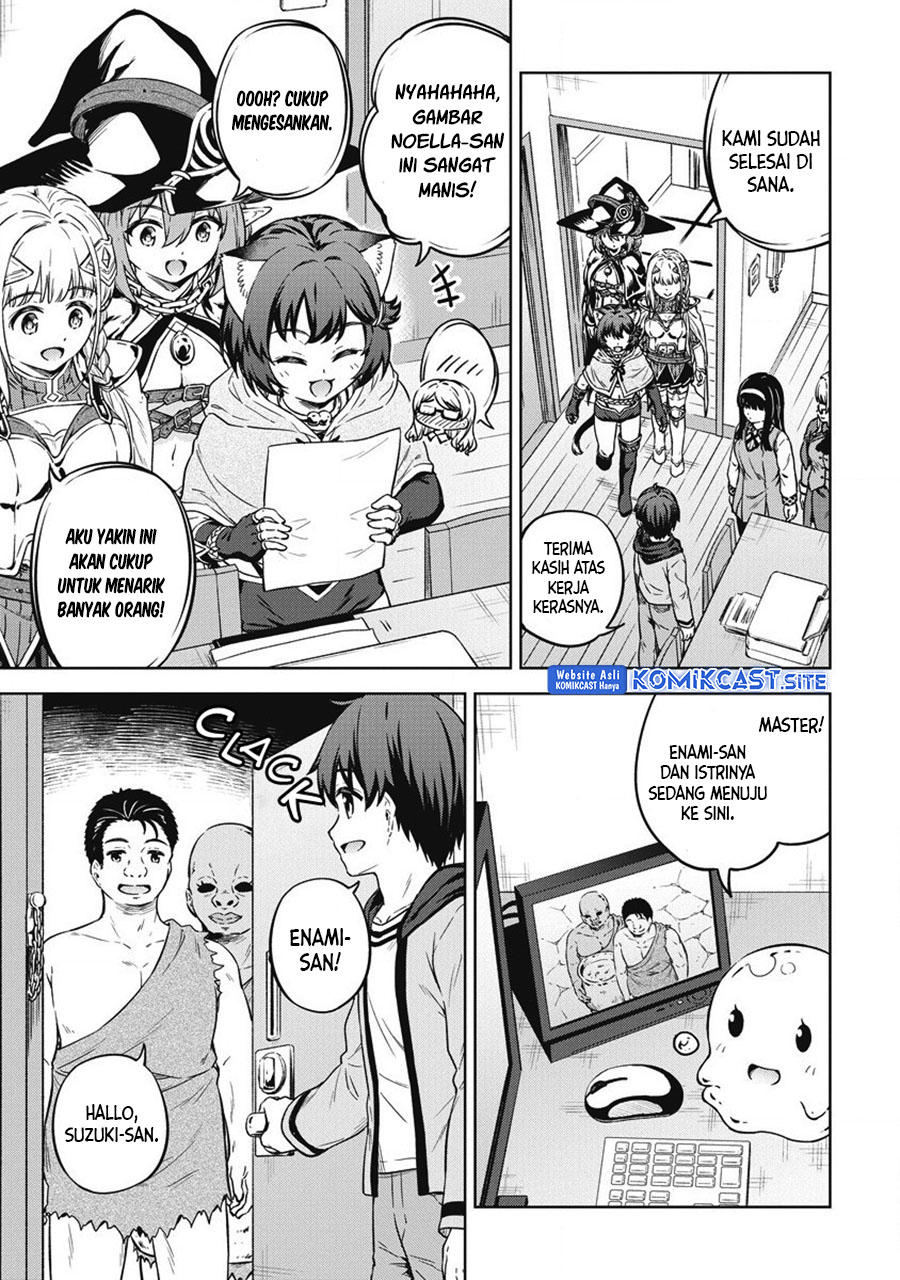 KAMI SUDAH
SELESAI DI
SANA.
TERIMA
KASIH ATAS
KERJA
KERASNYA.
NYAHAHAHA,
GAMBAR
NOELLA-SAN
INI SANGAT
MANIS!
OOOH? CUKUP
MENGESANKAN.
AKU YAKIN INI
AKAN CUKUP
UNTUK MENARIK
BANYAK ORANG!
Website Asli
KOMIKCAST Hanya
KOMIKCAST.SITE
MASTER!
ENAMI-SAN
DAN ISTRINYA
SEDANG MENUJU
KE SINI.
CLACK
ENAMI-
SAN!
HALLO,
SUZUKI-SAN.